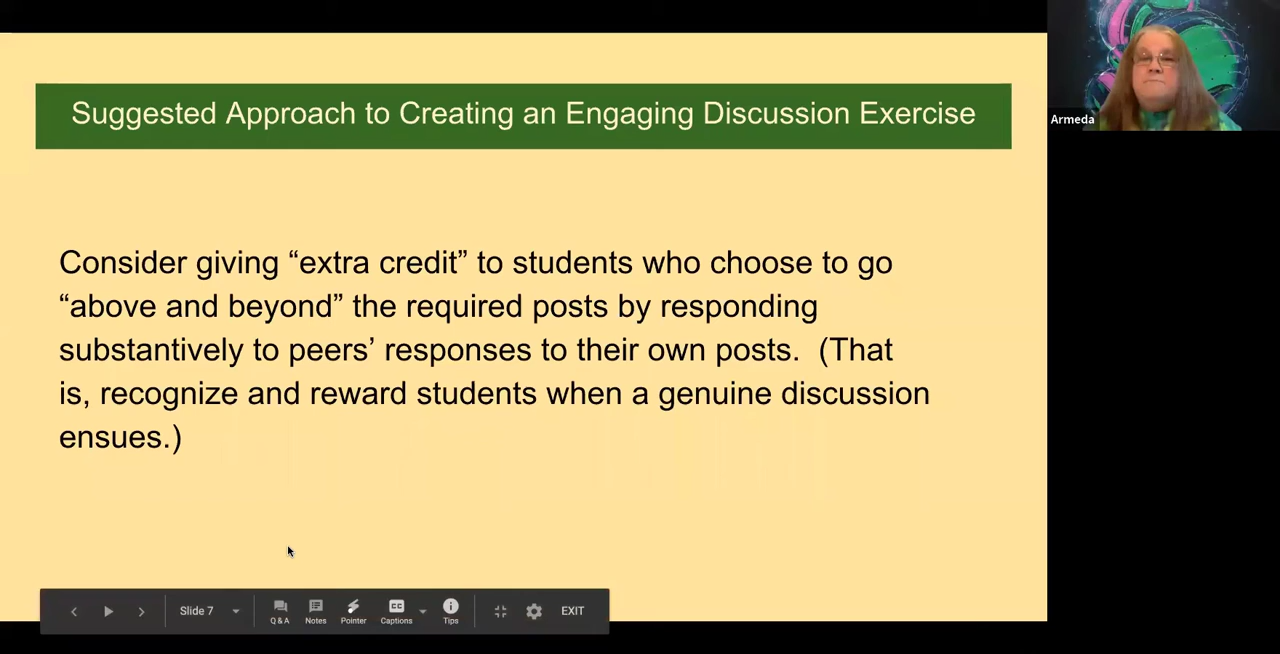 Suggested Approach to Creating an Engaging Discussion Exercise
Armeda
Consider giving “extra credit” to students who choose to go
“above and beyond” the required posts by responding
substantively to peers’ responses to their own posts.  (That
is, recognize and reward students when a genuine discussion
ensues.)
Slide 7
Q & A
Notes
Pointer
CC
Captions
Tips
EXIT